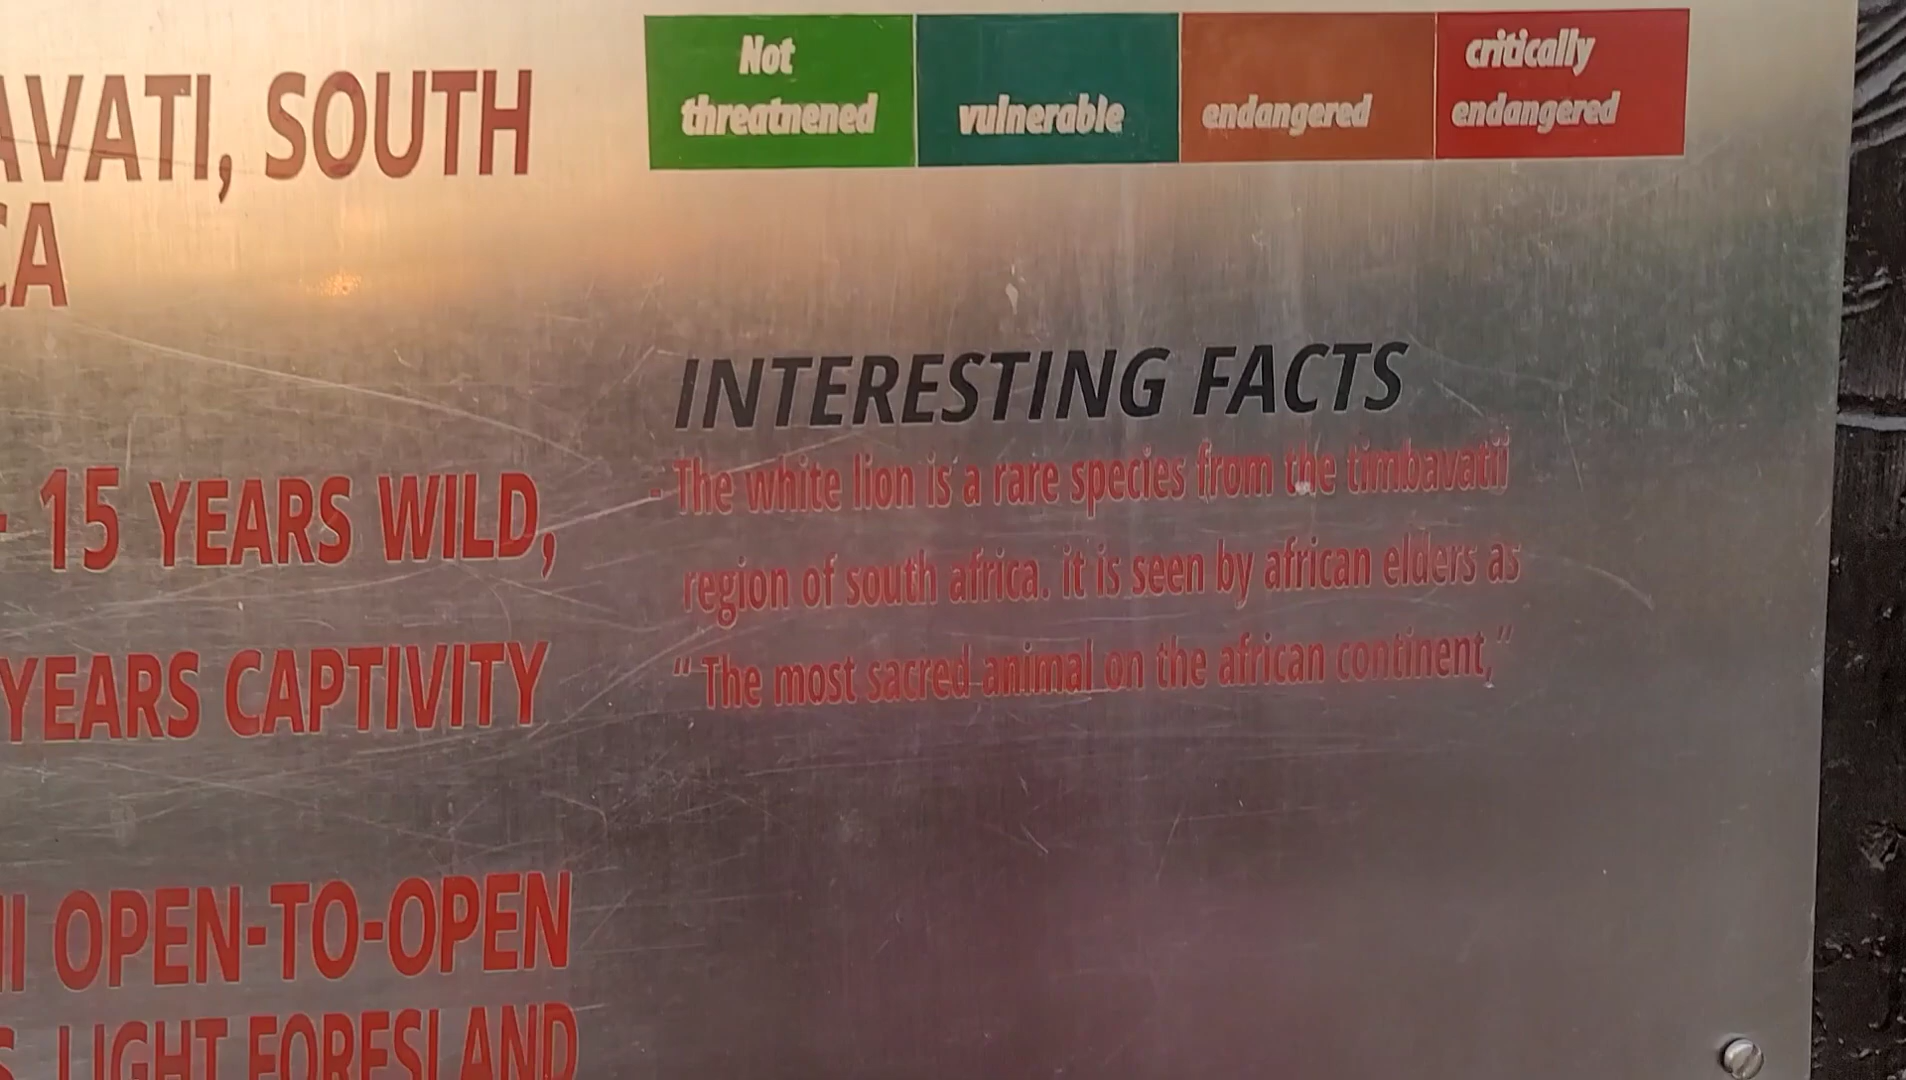 Not
threatnened
vulnerable
endangered
critically
endangered
AVATI, SOUTH
CA
15 YEARS WILD,
YEARS CAPTIVITY
OPEN-TO-OPEN
LIGHT FORESLAND
INTERESTING FACTS
- The white lion is a rare species from the timbavatii
region of south africa. it is seen by african elders as
“ The most sacred animal on the african continent,”